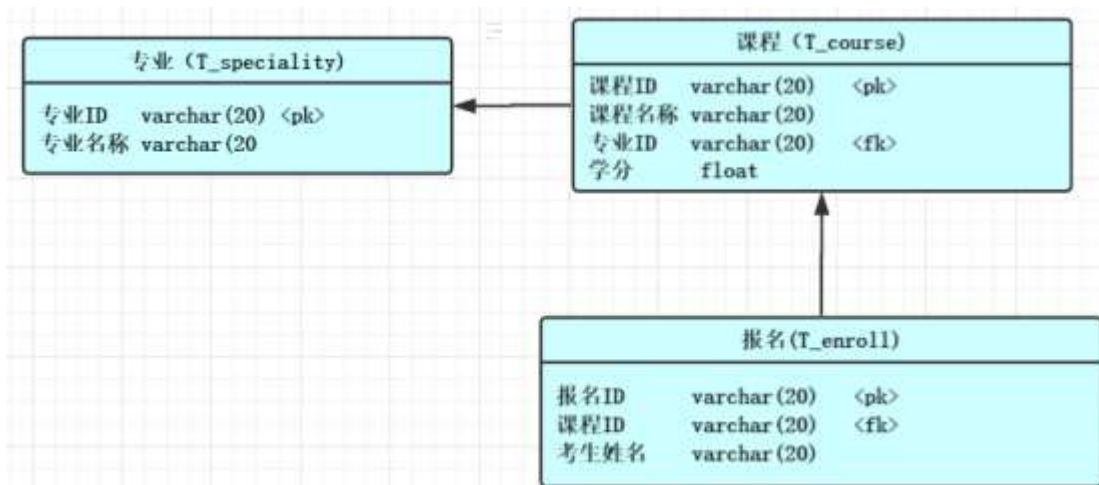 专业（T_speciality)
专业ID varchar(20) <pk>
专业名称 varchar(20
课程（T_course)
课程ID varchar(20) <pk>
课程名称 varchar(20)
专业ID varchar(20) <fk>
学分 float
报名(T_enroll)
报名ID varchar(20) <pk>
课程ID varchar(20) <fk>
考生姓名 varchar(20)